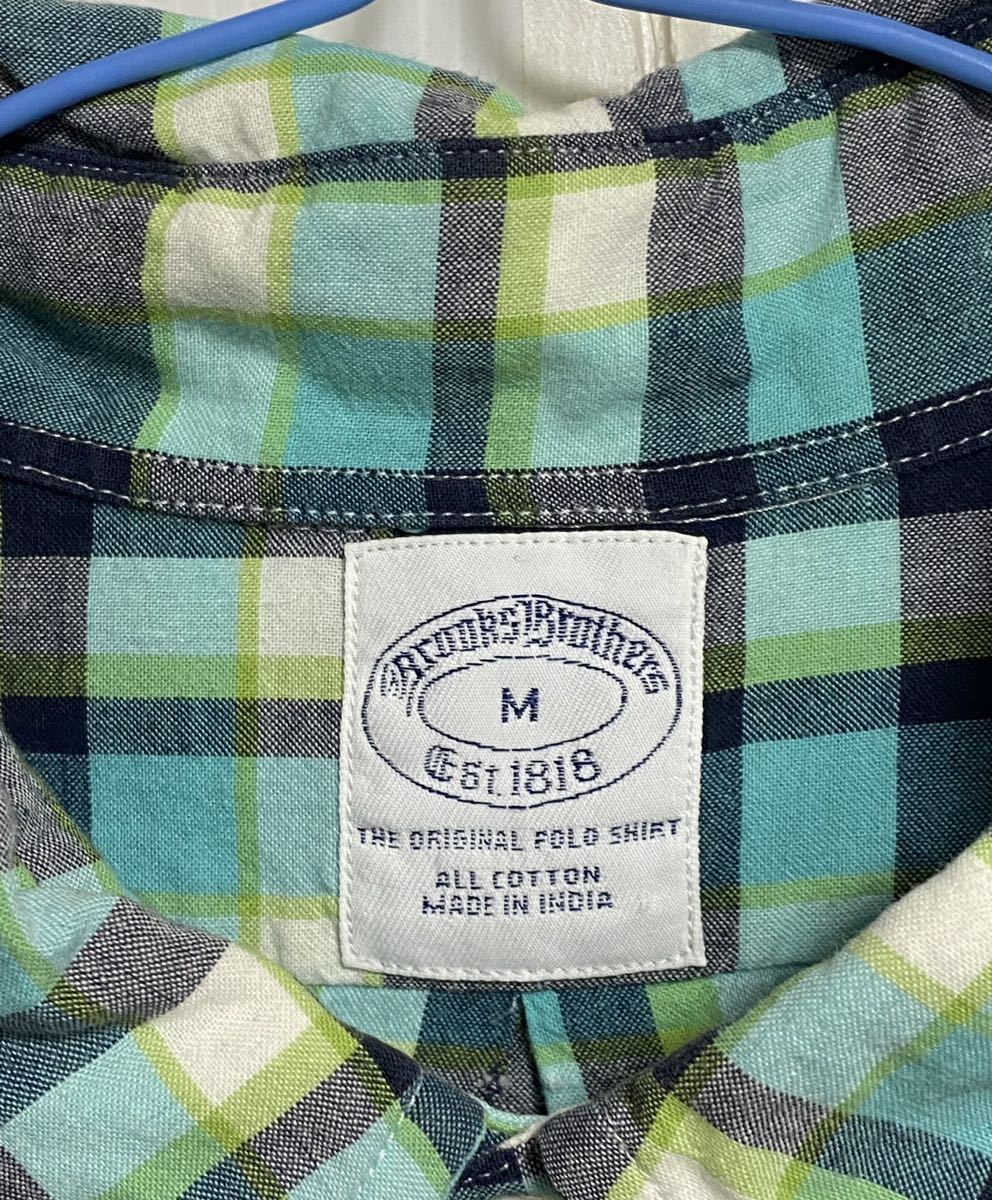 Brooks Brothers
M
Est. 1818
THE ORIGINAL POLO SHIRT
ALL COTTON
MADE IN INDIA